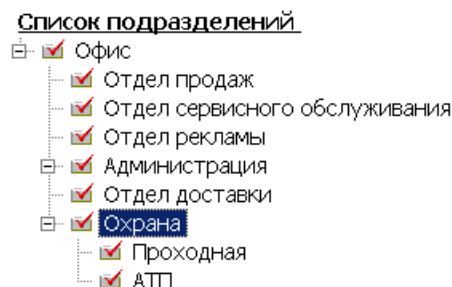 Список подразделений
Офис
Отдел продаж
Отдел сервисного обслуживания
Отдел рекламы
Администрация
Отдел доставки
Охрана
Проходная
АТП